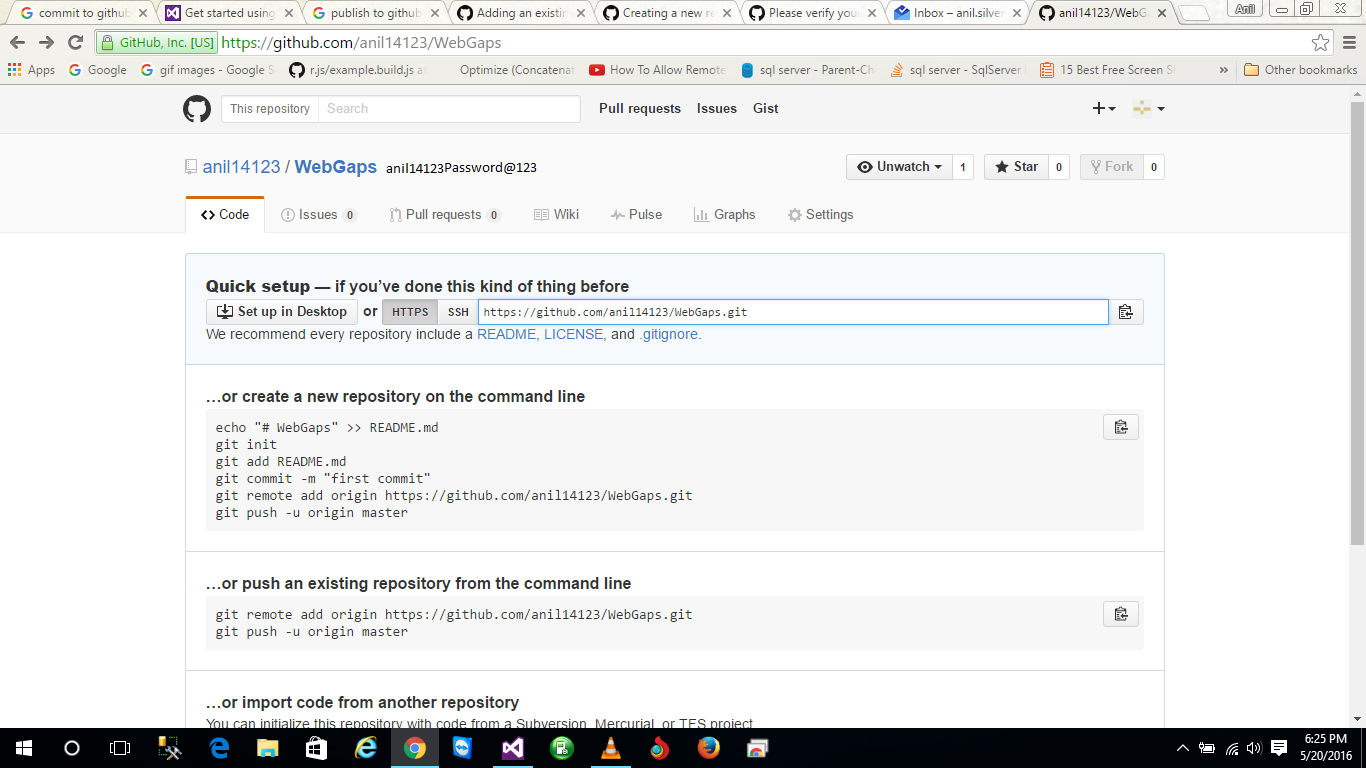 commit to github
Get started using
publish to github
Adding an existin
Creating a new re
Please verify you
Inbox – anil.silver
anil14123/WebG
Anil
GitHub, Inc. [US] https://github.com/anil14123/WebGaps
Apps
Google
gif images - Google S
r.js/example.build.js at
Optimize (Concatenat
How To Allow Remote
sql server - Parent-Ch
sql server - SqlServer
15 Best Free Screen S
»
Other bookmarks
This repository
Search
Pull requests
Issues
Gist
anil14123 / WebGaps anil14123Password@123
Unwatch 1
Star 0
Fork 0
Code
Issues 0
Pull requests 0
Wiki
Pulse
Graphs
Settings
Quick setup — if you’ve done this kind of thing before
Set up in Desktop or HTTPS SSH https://github.com/anil14123/WebGaps.git
We recommend every repository include a README, LICENSE, and .gitignore.
…or create a new repository on the command line
echo "# WebGaps" >> README.md
git init
git add README.md
git commit -m "first commit"
git remote add origin https://github.com/anil14123/WebGaps.git
git push -u origin master
…or push an existing repository from the command line
git remote add origin https://github.com/anil14123/WebGaps.git
git push -u origin master
…or import code from another repository
You can initialize this repository with code from a Subversion, Mercurial, or TFS project.
6:25 PM
5/20/2016